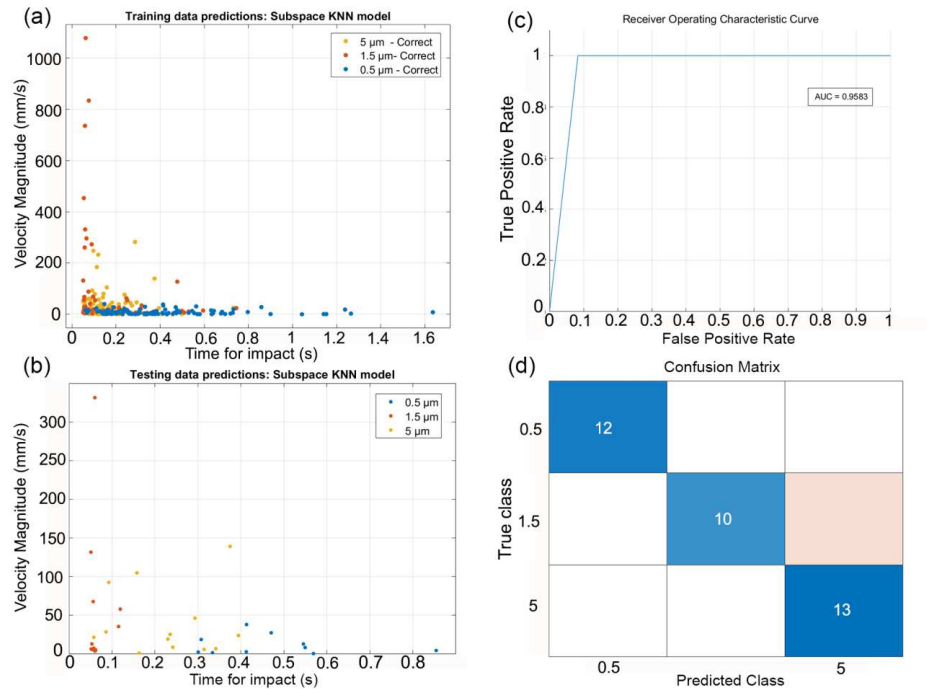 (a)
Training data predictions: Subspace KNN model
5 µm - Correct
1.5 µm- Correct
0.5 µm- Correct
Velocity Magnitude (mm/s)
1000
800
600
400
200
0
0 0.2 0.4 0.6 0.8 1 1.2 1.4 1.6
Time for impact (s)
(b)
Testing data predictions: Subspace KNN model
0.5 µm
1.5 µm
5 µm
Velocity Magnitude (mm/s)
300
250
200
150
100
50
0
0 0.1 0.2 0.3 0.4 0.5 0.6 0.7 0.8
Time for impact (s)
(c)
Receiver Operating Characteristic Curve
AUC = 0.9583
True Positive Rate
1
0.8
0.6
0.4
0.2
0
0 0.1 0.2 0.3 0.4 0.5 0.6 0.7 0.8 0.9 1
False Positive Rate
(d)
Confusion Matrix
True class
0.5
12
1.5
10
5
13
0.5 5
Predicted Class